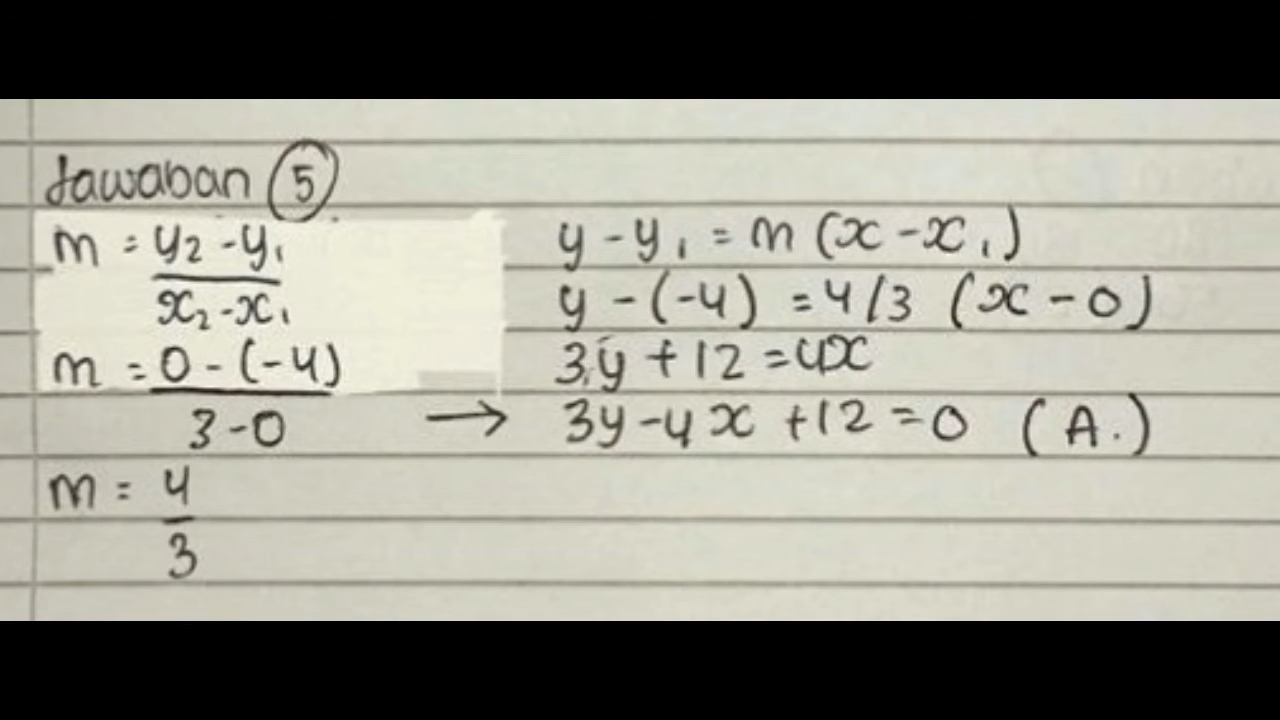 Jawaban (5)
m = y₂ - y₁
x₂ - x₁
m = 0 - (-4)
3 - 0
m = 4
3
y - y₁ = m (x - x₁)
y - (-4) = 4/3 (x - 0)
3y + 12 = 4x
→ 3y - 4x + 12 = 0 (A.)